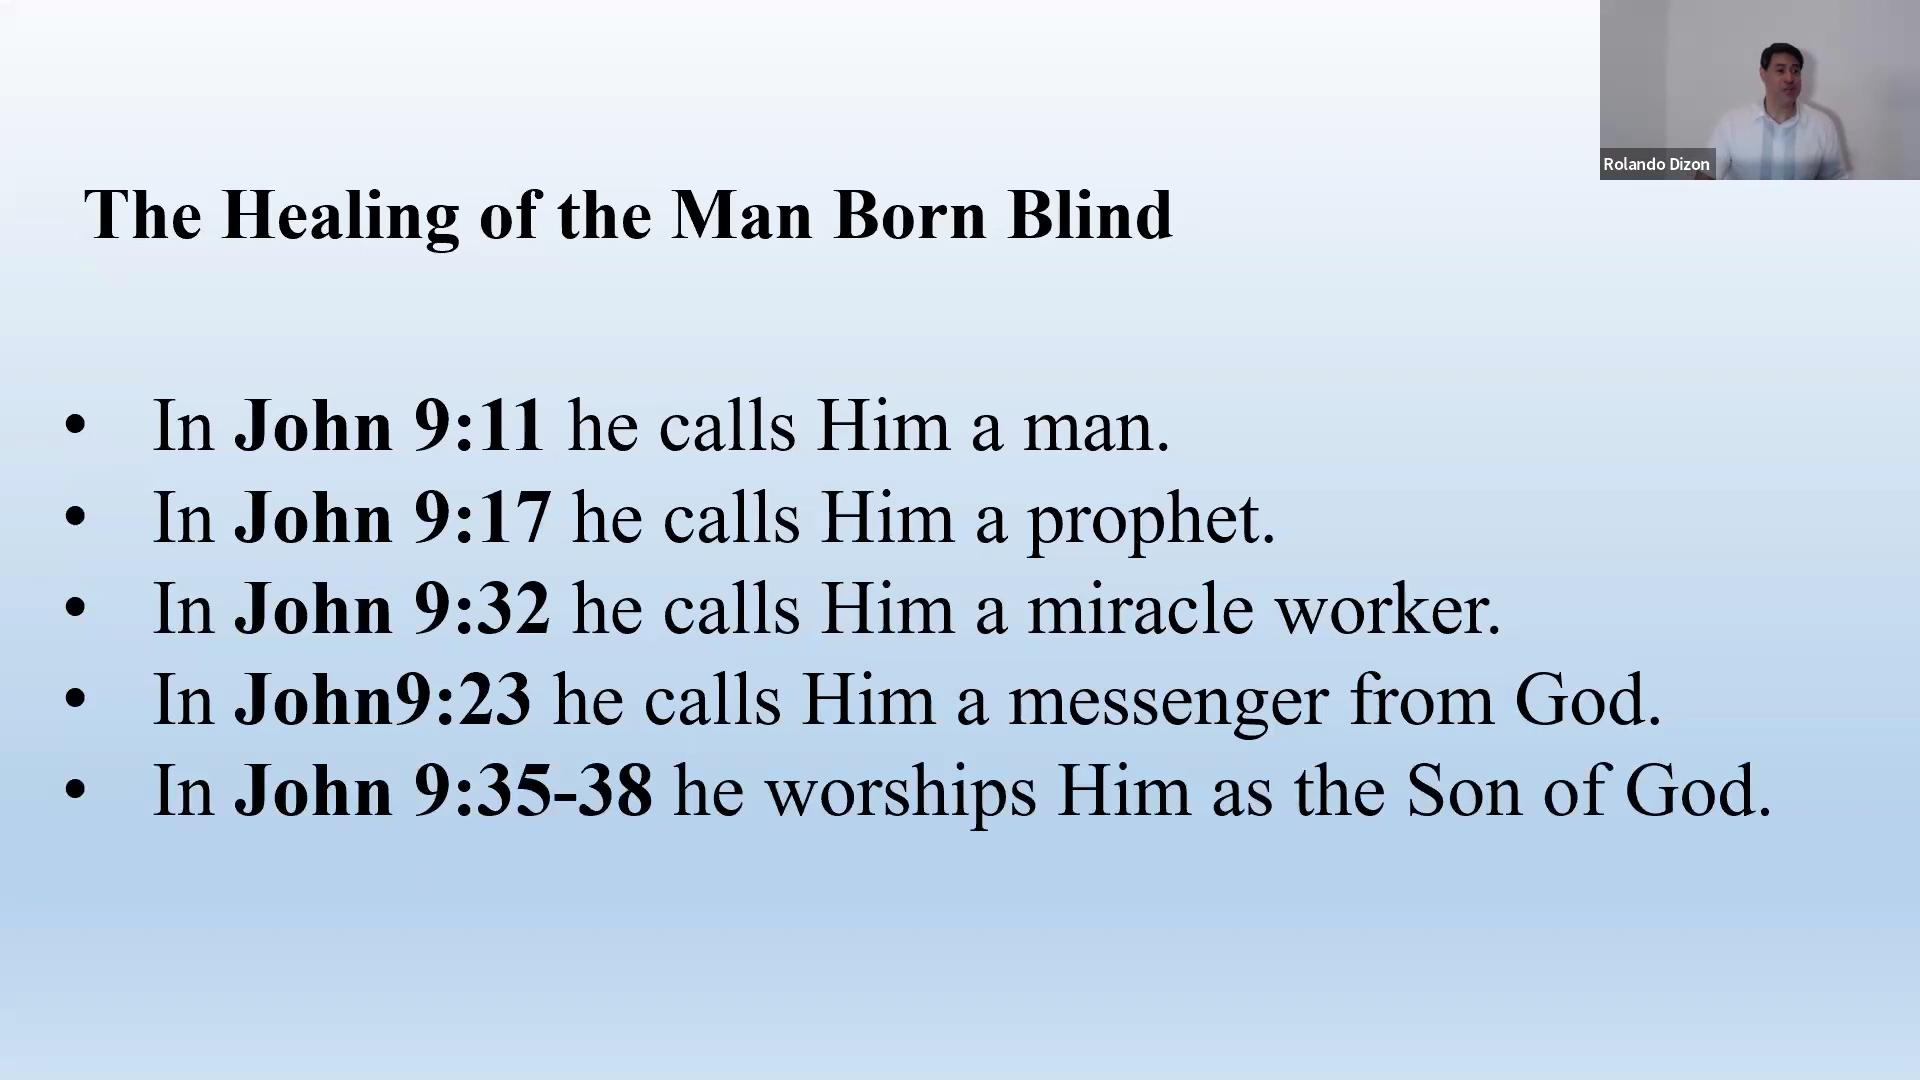 Rolando Dizon
The Healing of the Man Born Blind
• In John 9:11 he calls Him a man.
• In John 9:17 he calls Him a prophet.
• In John 9:32 he calls Him a miracle worker.
• In John9:23 he calls Him a messenger from God.
• In John 9:35-38 he worships Him as the Son of God.